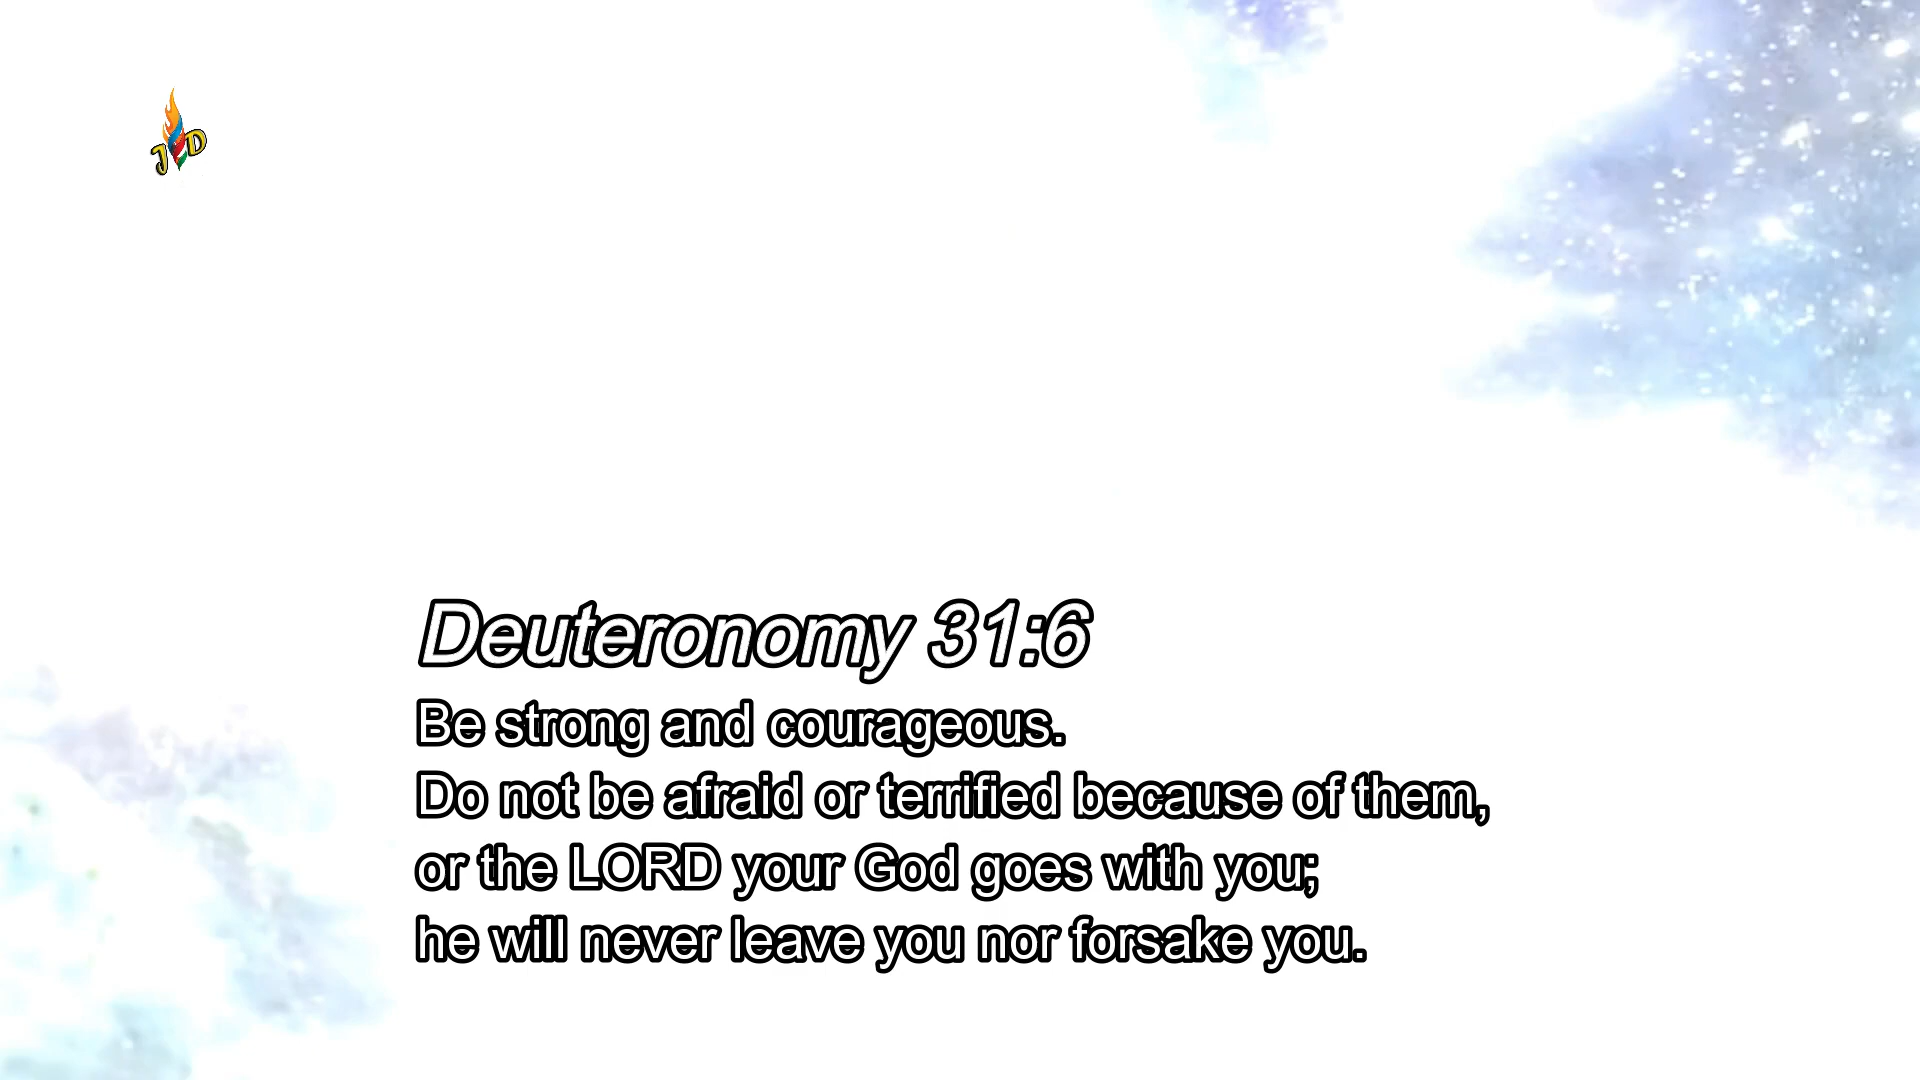 J D
Deuteronomy 31:6
Be strong and courageous.
Do not be afraid or terrified because of them,
or the LORD your God goes with you;
he will never leave you nor forsake you.